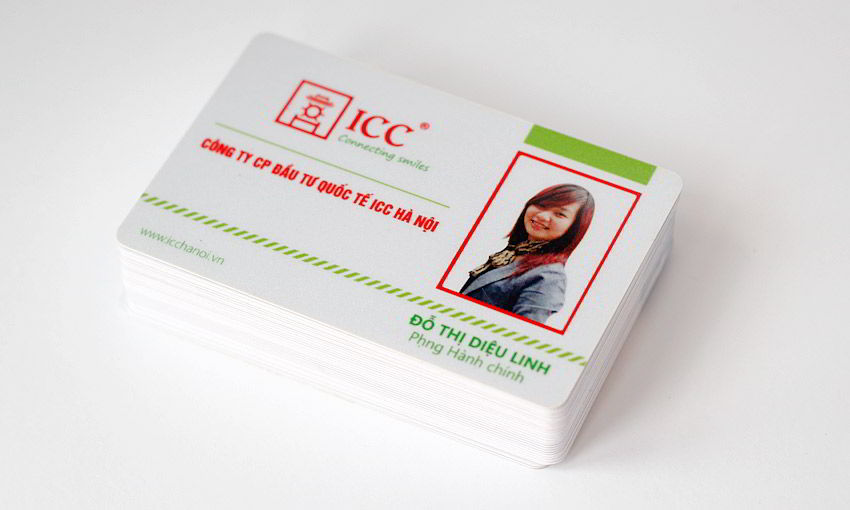 ICC®
Connecting smiles
CÔNG TY CP ĐẦU TƯ QUỐC TẾ ICC HÀ NỘI
www.icchanoi.vn
ĐỖ THỊ DIỆU LINH
Phng Hành chính